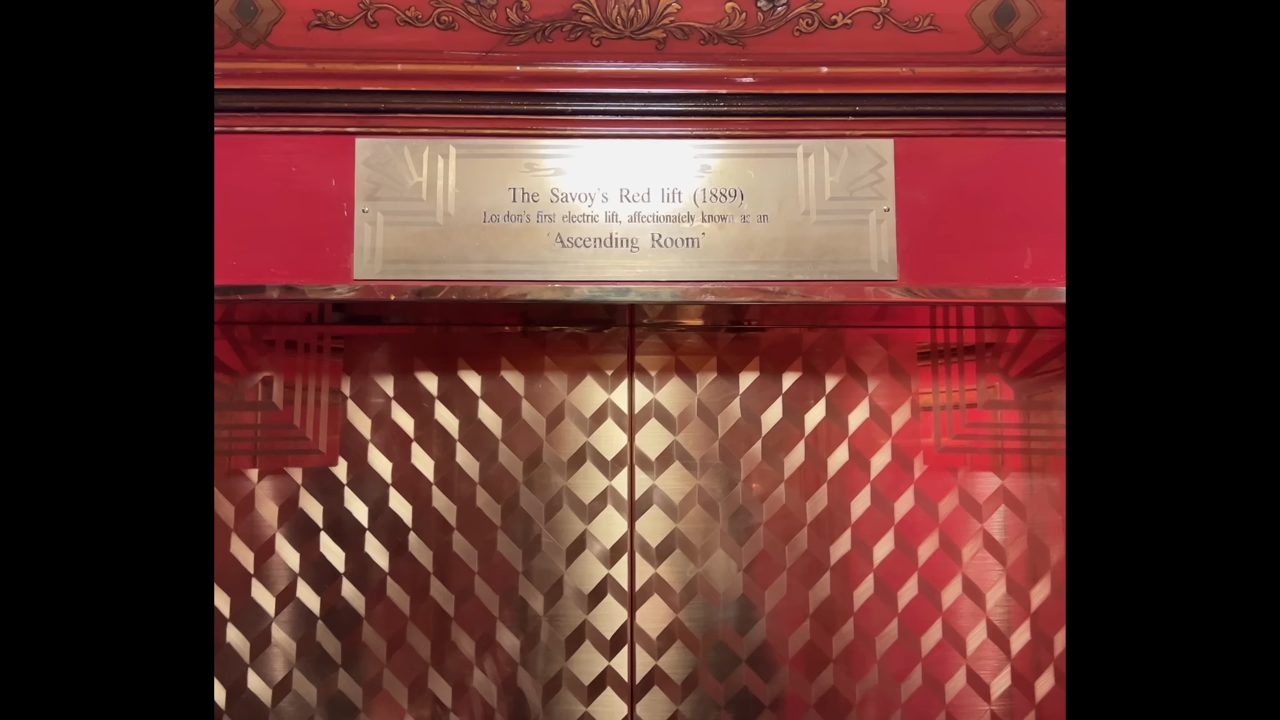 The Savoy's Red lift (1889)
London's first electric lift, affectionately known as an
'Ascending Room'